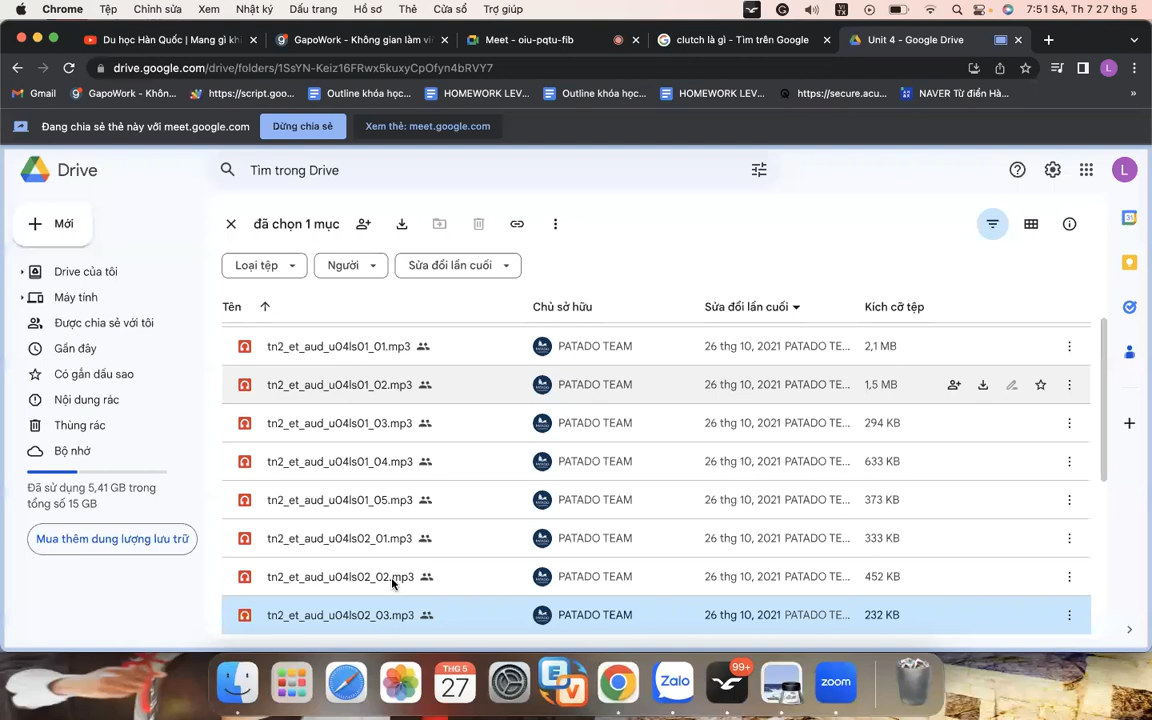 Chrome Tệp Chỉnh sửa Xem Nhật ký Dấu trang Hồ sơ Thẻ Cửa sổ Trợ giúp 7:51 SA, Th 7 27 thg 5
Du học Hàn Quốc | Mang gì khi GapoWork - Không gian làm vi Meet - oiu-pqtu-fib clutch là gì - Tìm trên Google Unit 4 - Google Drive
drive.google.com/drive/folders/1SsYN-Keiz16FRwx5kuxyCpOfyn4bRVY7
Gmail GapoWork - Khôn... https://script.goo... Outline khóa học... HOMEWORK LEV... Outline khóa học... HOMEWORK LEV... https://secure.acu... NAVER Từ điển Hà...
Đang chia sẻ thẻ này với meet.google.com Dừng chia sẻ Xem thẻ: meet.google.com
Drive Tìm trong Drive L
Mới đã chọn 1 mục
Loại tệp Người Sửa đổi lần cuối
Drive của tôi
Máy tính
Được chia sẻ với tôi
Gần đây
Có gắn dấu sao
Nội dung rác
Thùng rác
Bộ nhớ
Đã sử dụng 5,41 GB trong
tổng số 15 GB
Mua thêm dung lượng lưu trữ
Tên Chủ sở hữu Sửa đổi lần cuối Kích cỡ tệp
tn2_et_aud_u04ls01_01.mp3 PATADO TEAM 26 thg 10, 2021 PATADO TE... 2,1 MB
tn2_et_aud_u04ls01_02.mp3 PATADO TEAM 26 thg 10, 2021 PATADO TE... 1,5 MB
tn2_et_aud_u04ls01_03.mp3 PATADO TEAM 26 thg 10, 2021 PATADO TE... 294 KB
tn2_et_aud_u04ls01_04.mp3 PATADO TEAM 26 thg 10, 2021 PATADO TE... 633 KB
tn2_et_aud_u04ls01_05.mp3 PATADO TEAM 26 thg 10, 2021 PATADO TE... 373 KB
tn2_et_aud_u04ls02_01.mp3 PATADO TEAM 26 thg 10, 2021 PATADO TE... 333 KB
tn2_et_aud_u04ls02_02.mp3 PATADO TEAM 26 thg 10, 2021 PATADO TE... 452 KB
tn2_et_aud_u04ls02_03.mp3 PATADO TEAM 26 thg 10, 2021 PATADO TE... 232 KB
THG 5
27 E V Zalo 99+ zoom